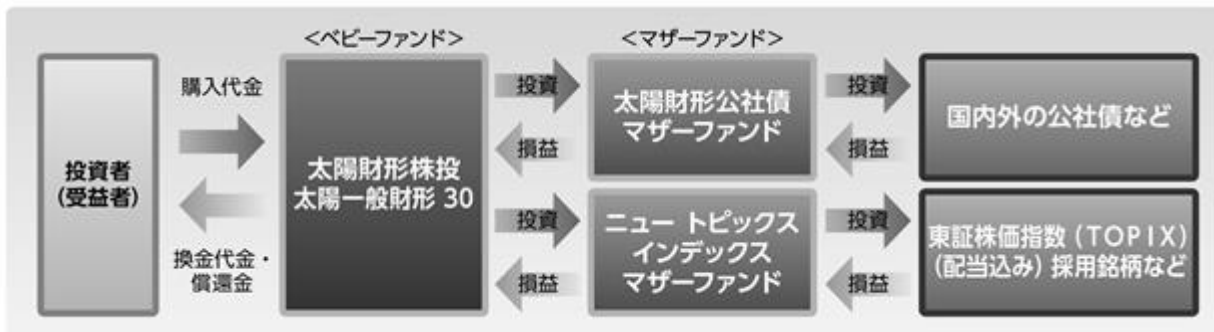 <ベビーファンド>
<マザーファンド>
投資者
(受益者)
購入代金
換金代金・
償還金
太陽財形株投
太陽一般財形 30
投資
損益
太陽財形公社債
マザーファンド
投資
損益
国内外の公社債など
投資
損益
ニュー トピックス
インデックス
マザーファンド
投資
損益
東証株価指数 (TOPIX)
(配当込み) 採用銘柄など